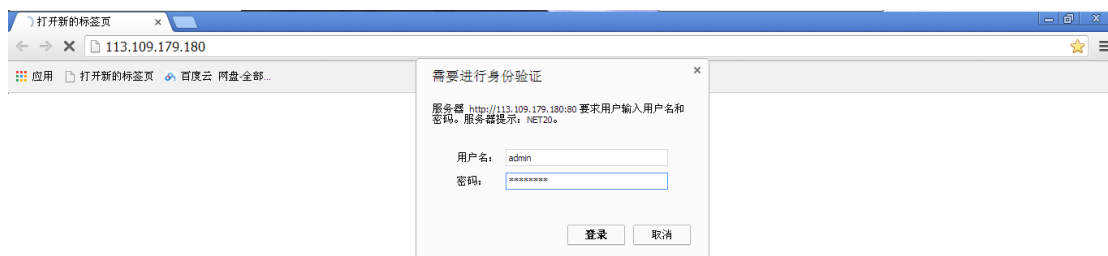 打开新的标签页
113.109.179.180
应用 打开新的标签页 百度云 网盘-全部...
需要进行身份验证
服务器 http://113.109.179.180:80 要求用户输入用户名和
密码。服务器提示：NET20。
用户名： admin
密码： ********
登录 取消